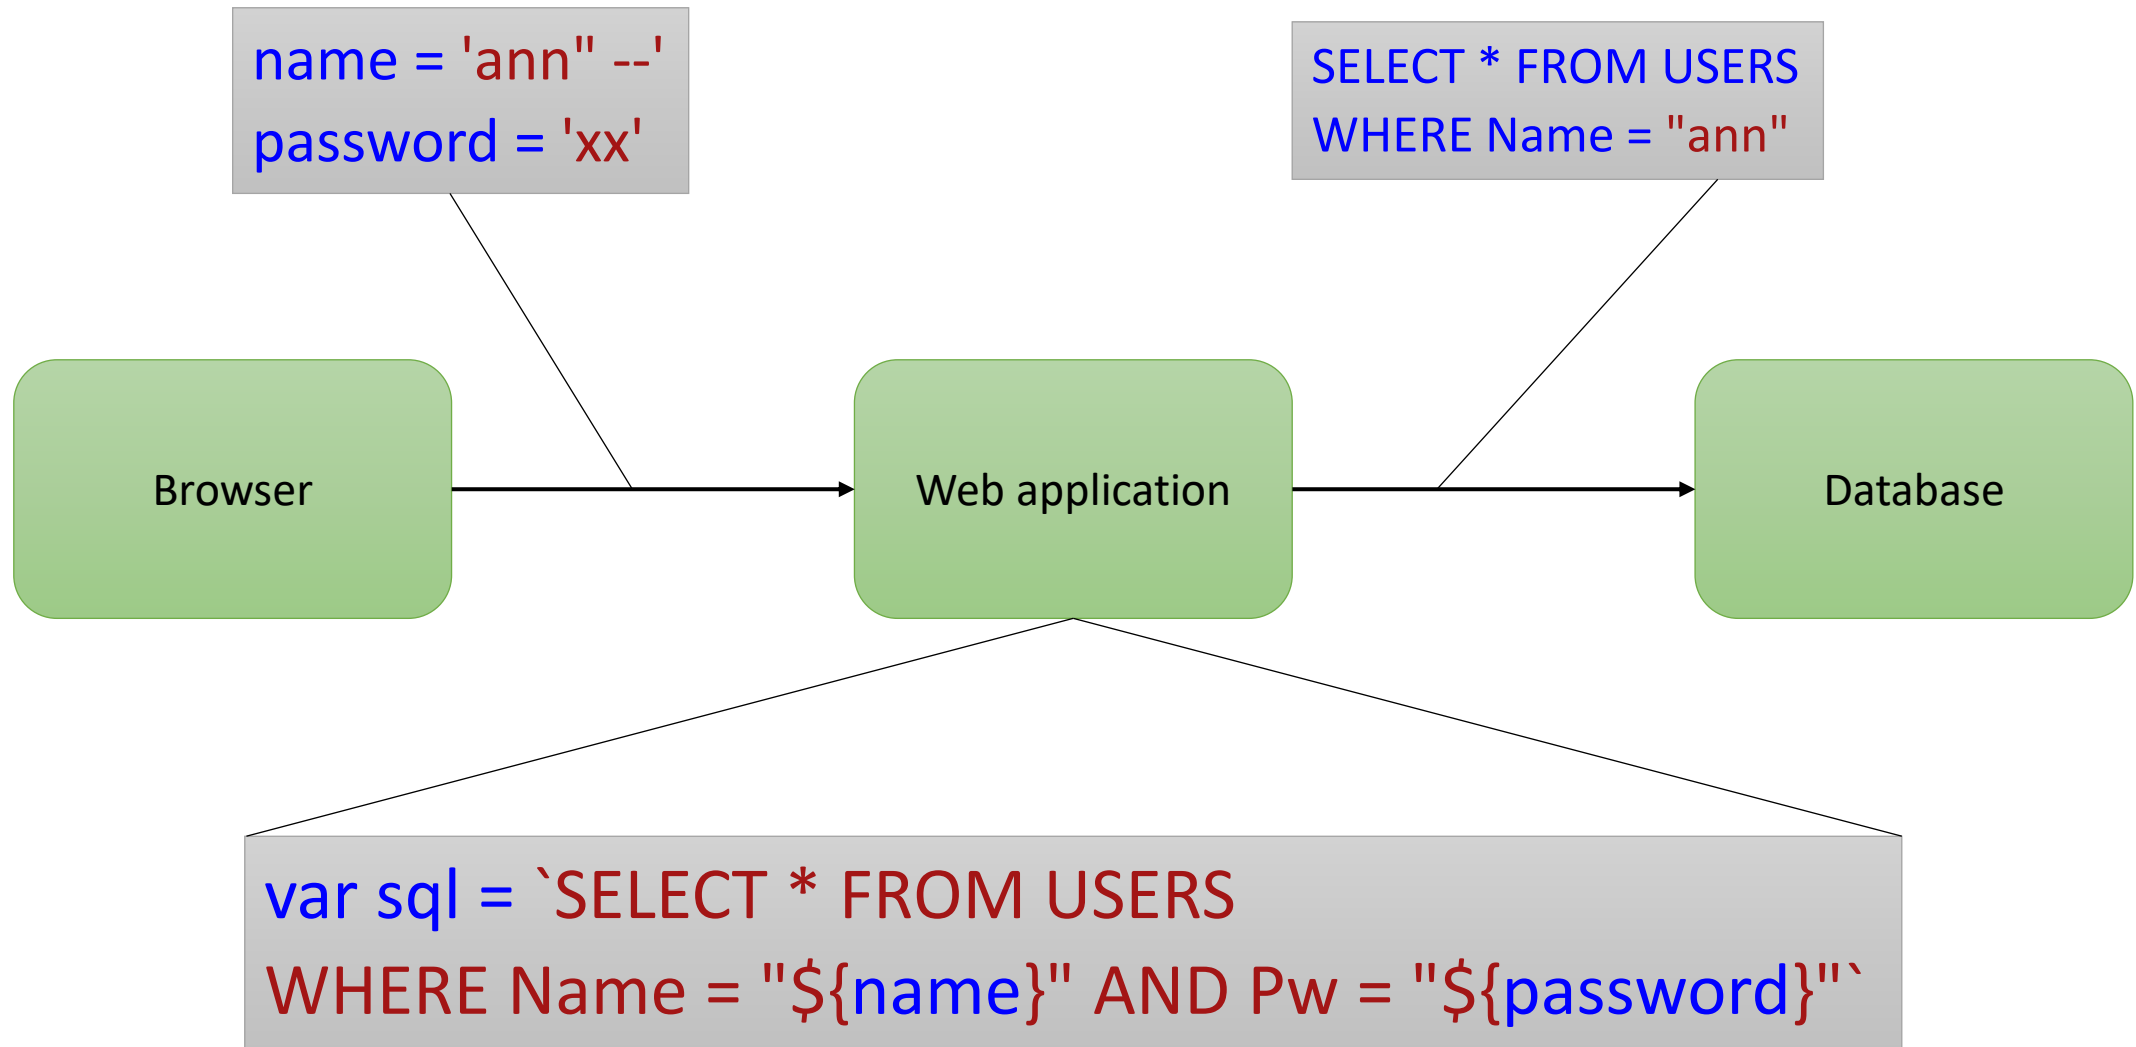 name = 'ann" --'
password = 'xx'
SELECT * FROM USERS
WHERE Name = "ann"
Browser
Web application
Database
var sql = `SELECT * FROM USERS
WHERE Name = "${name}" AND Pw = "${password}"`